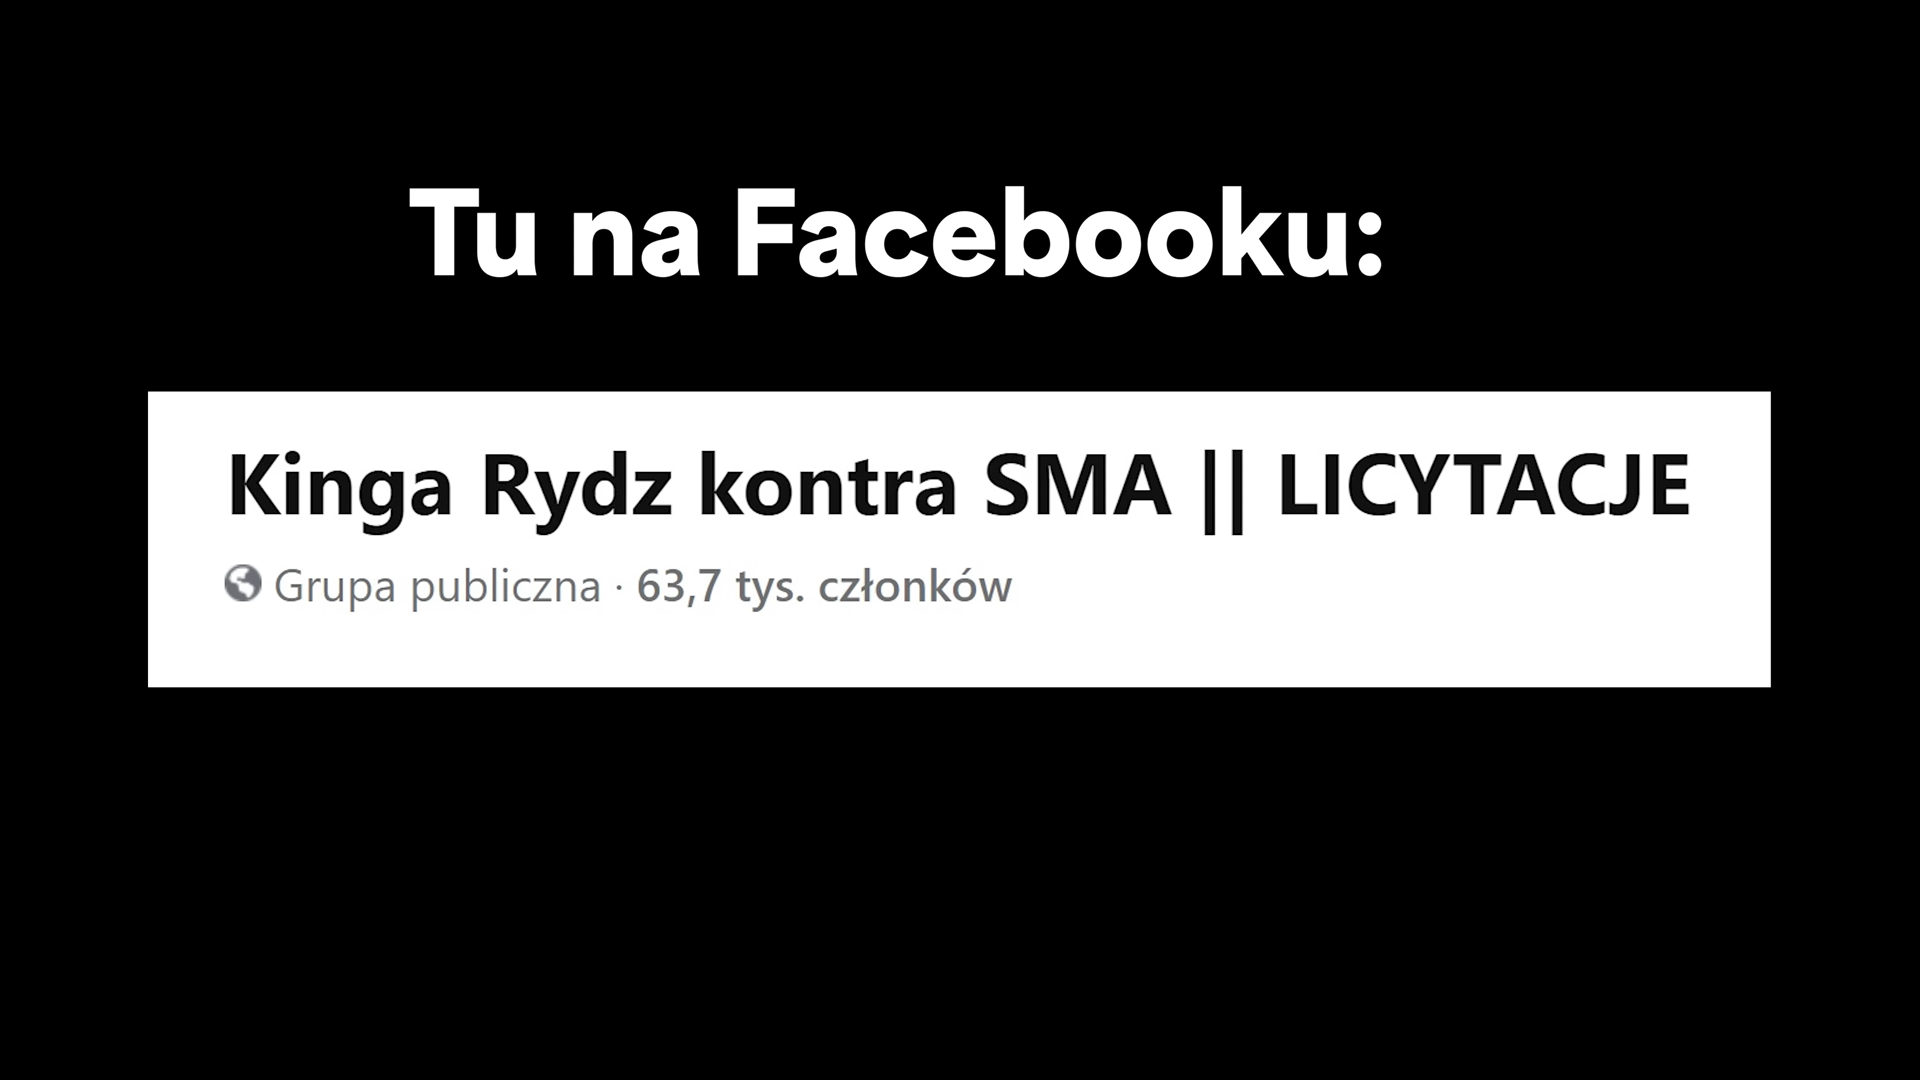 Tu na Facebooku:
Kinga Rydz kontra SMA || LICYTACJE
Grupa publiczna · 63,7 tys. członków